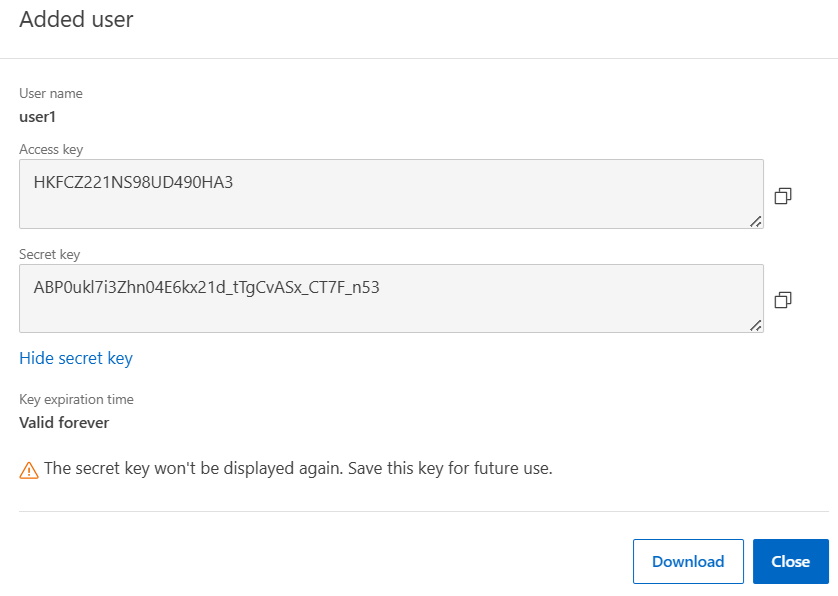 Added user
User name
user1
Access key
HKFCZ221NS98UD490HA3
Secret key
ABP0ukl7i3Zhn04E6kx21d_tTgCvASx_CT7F_n53
Hide secret key
Key expiration time
Valid forever
The secret key won't be displayed again. Save this key for future use.
Download
Close